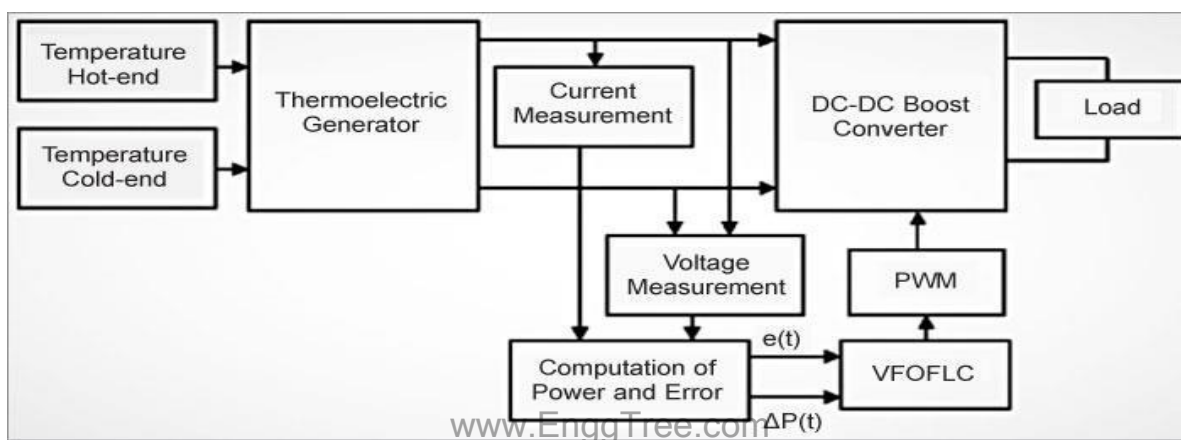 Temperature
Hot-end
Temperature
Cold-end
Thermoelectric
Generator
Current
Measurement
DC-DC Boost
Converter
Load
Voltage
Measurement
PWM
Computation of
Power and Error
e(t)
ΔP(t)
VFOFLC
www.EnggTree.com